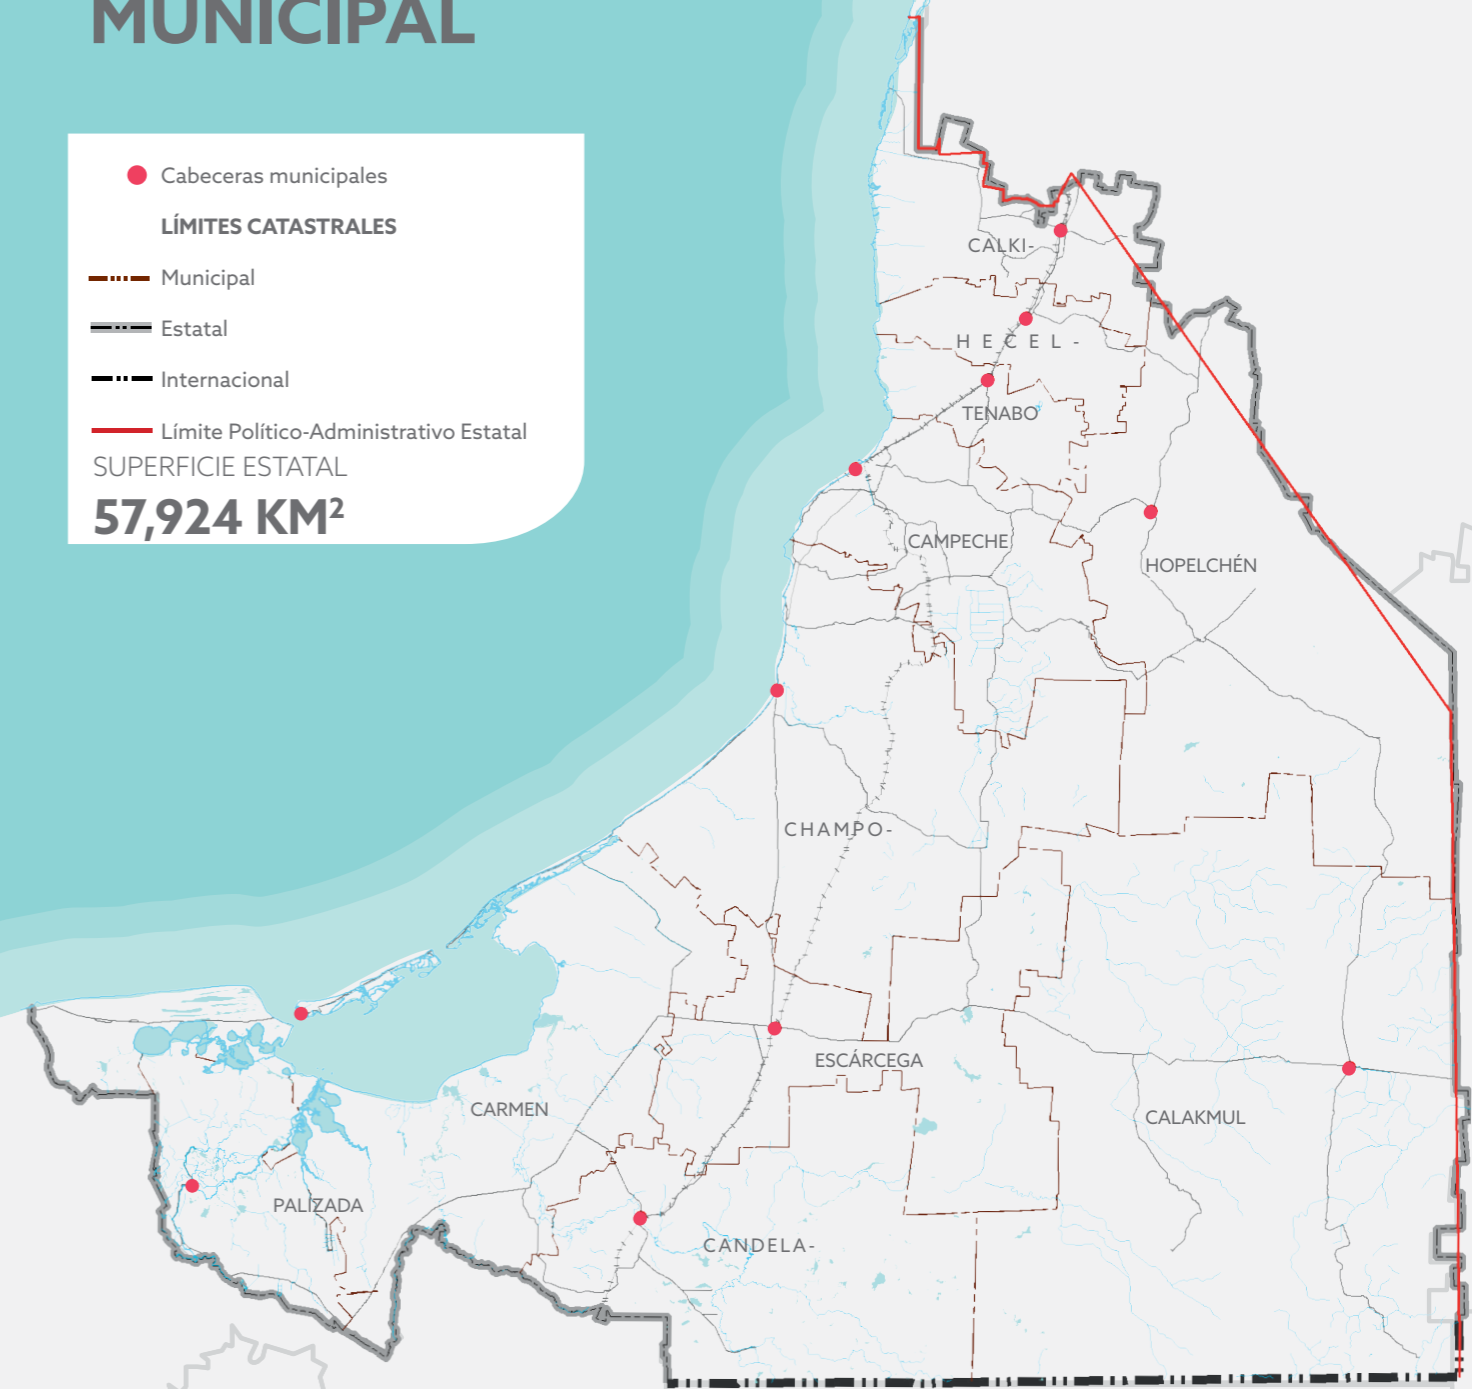 MUNICIPAL
Cabeceras municipales
LÍMITES CATASTRALES
Municipal
Estatal
Internacional
Límite Político-Administrativo Estatal
SUPERFICIE ESTATAL
57,924 KM²
CALKI-
HECEL-
TENABO
CAMPECHE
HOPELCHÉN
CHAMPO-
ESCÁRCEGA
CARMEN
CALAKMUL
PALIZADA
CANDELA-